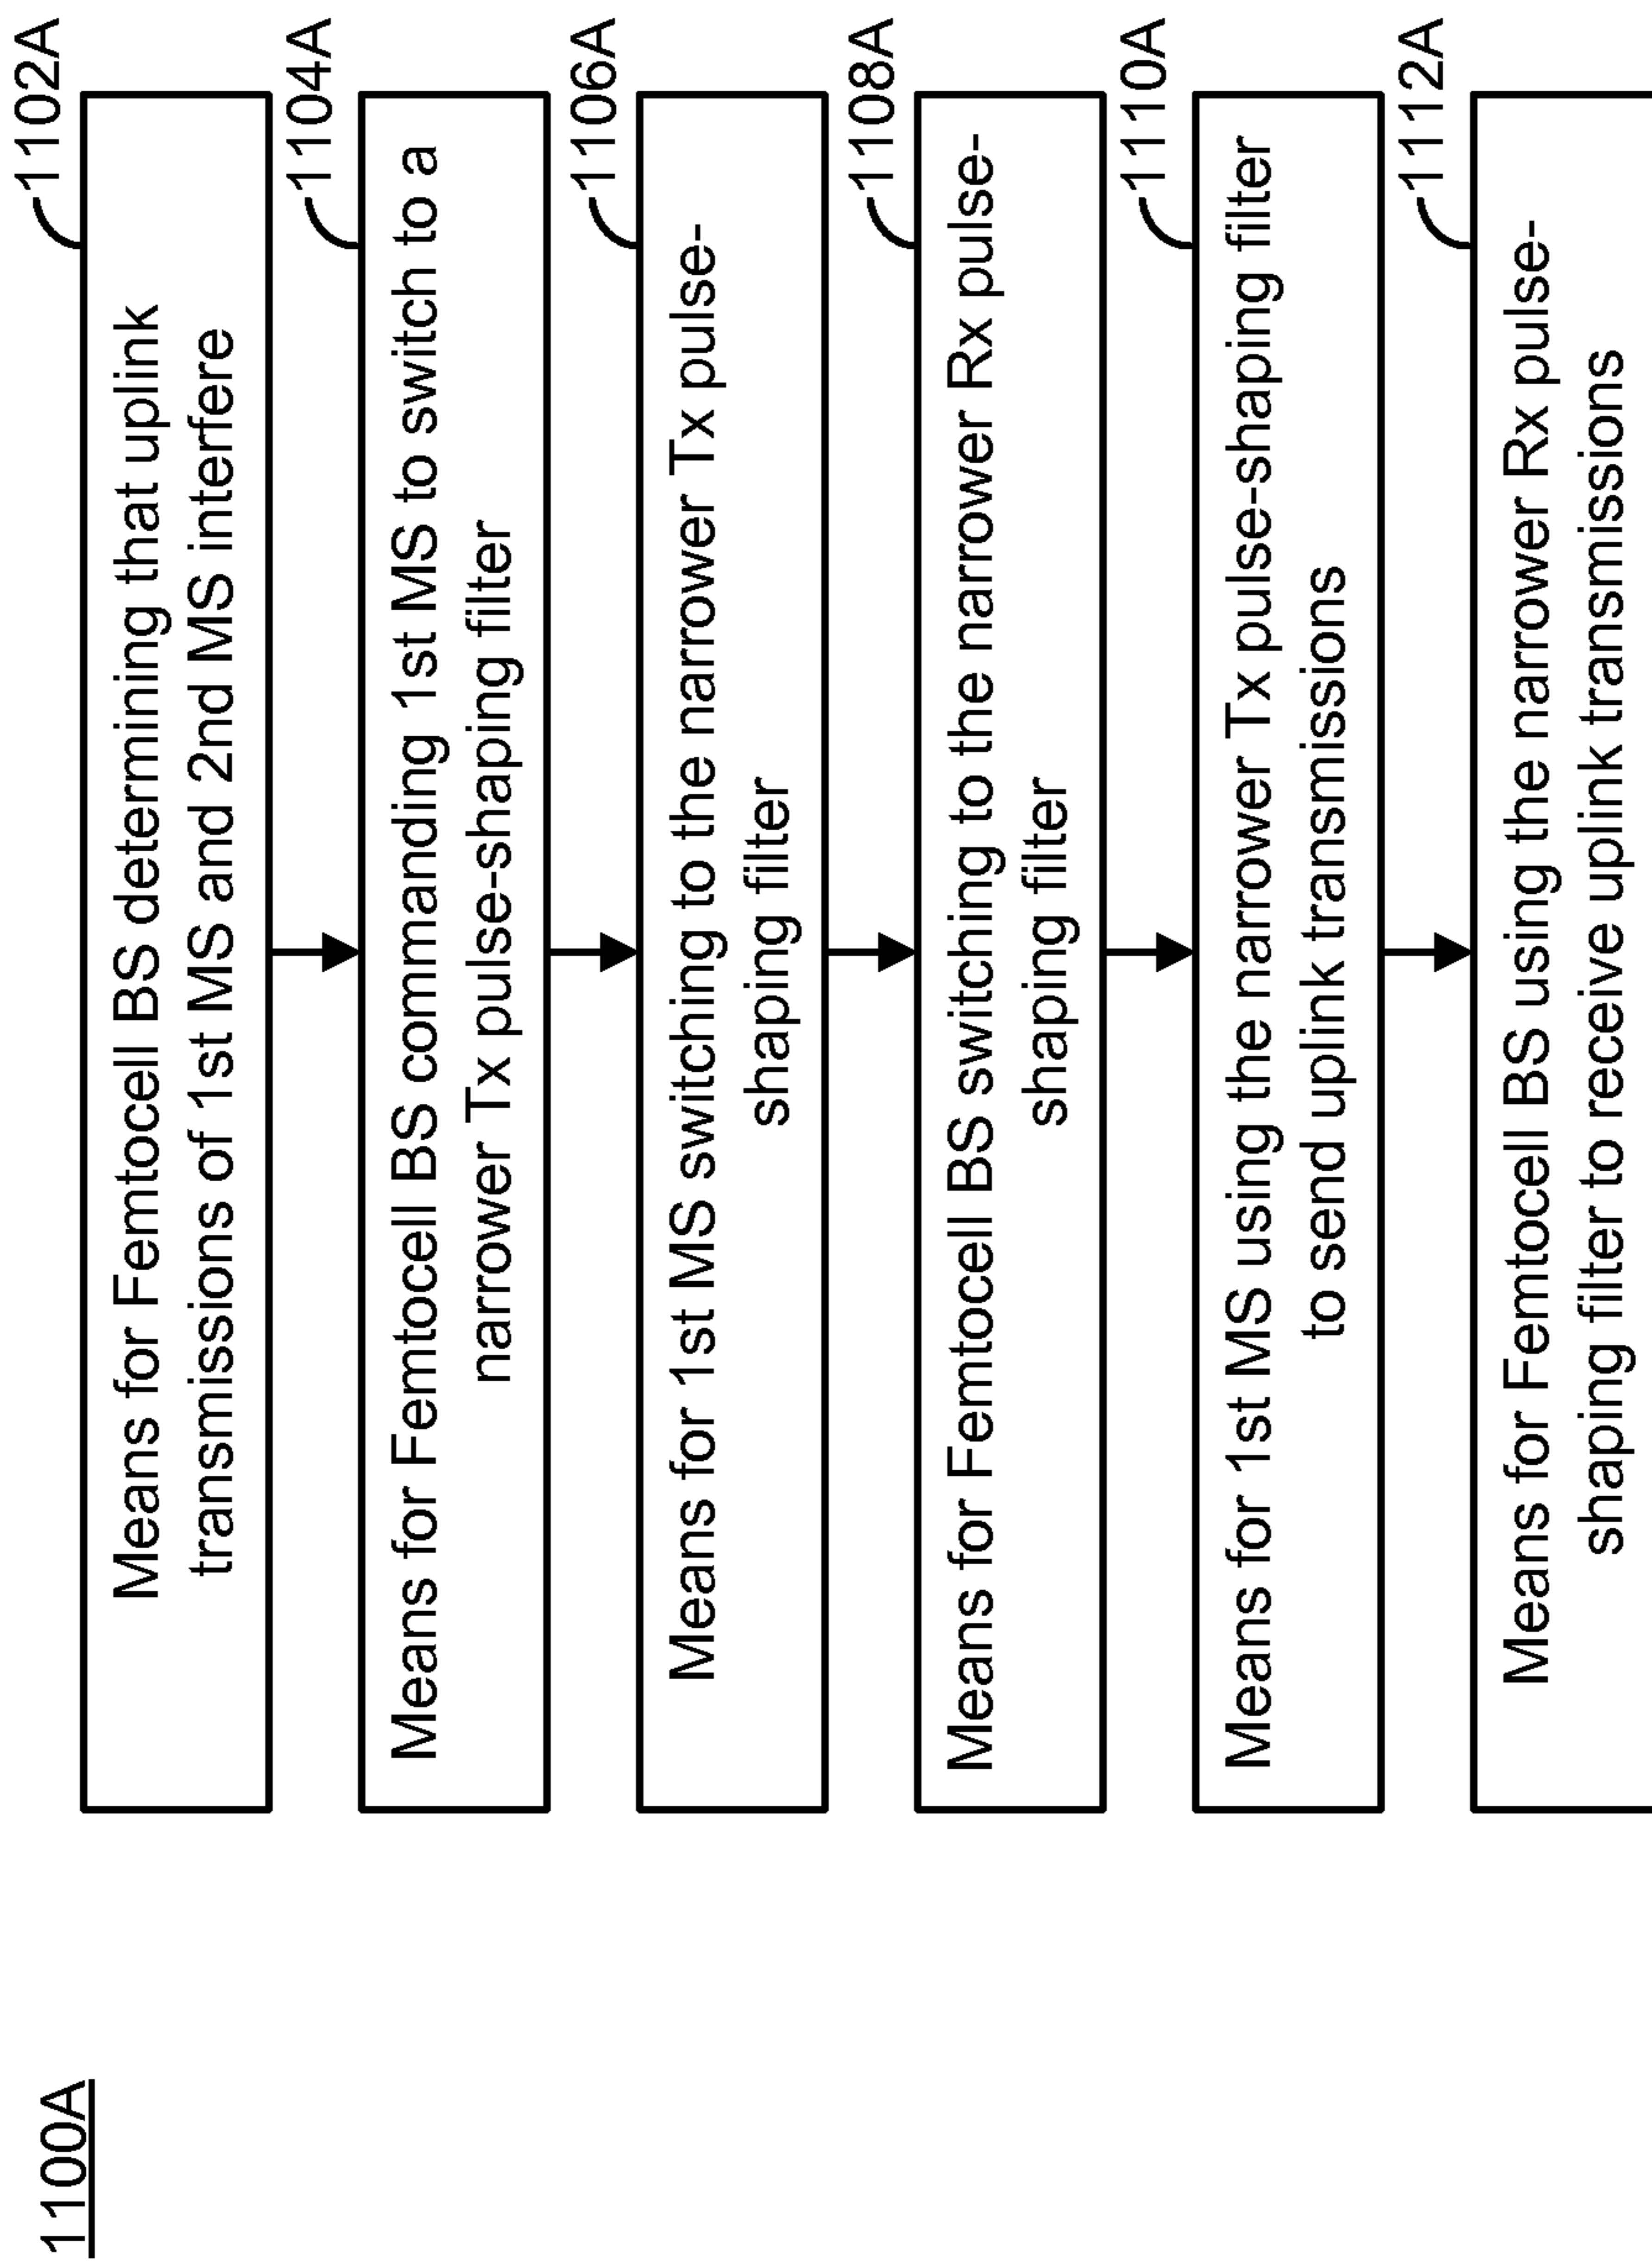 1100A
1102A
Means for Femtocell BS determining that uplink
transmissions of 1st MS and 2nd MS interfere
1104A
Means for Femtocell BS commanding 1st MS to switch to a
narrower Tx pulse-shaping filter
1106A
Means for 1st MS switching to the narrower Tx pulse-
shaping filter
1108A
Means for Femtocell BS switching to the narrower Rx pulse-
shaping filter
1110A
Means for 1st MS using the narrower Tx pulse-shaping filter
to send uplink transmissions
1112A
Means for Femtocell BS using the narrower Rx pulse-
shaping filter to receive uplink transmissions